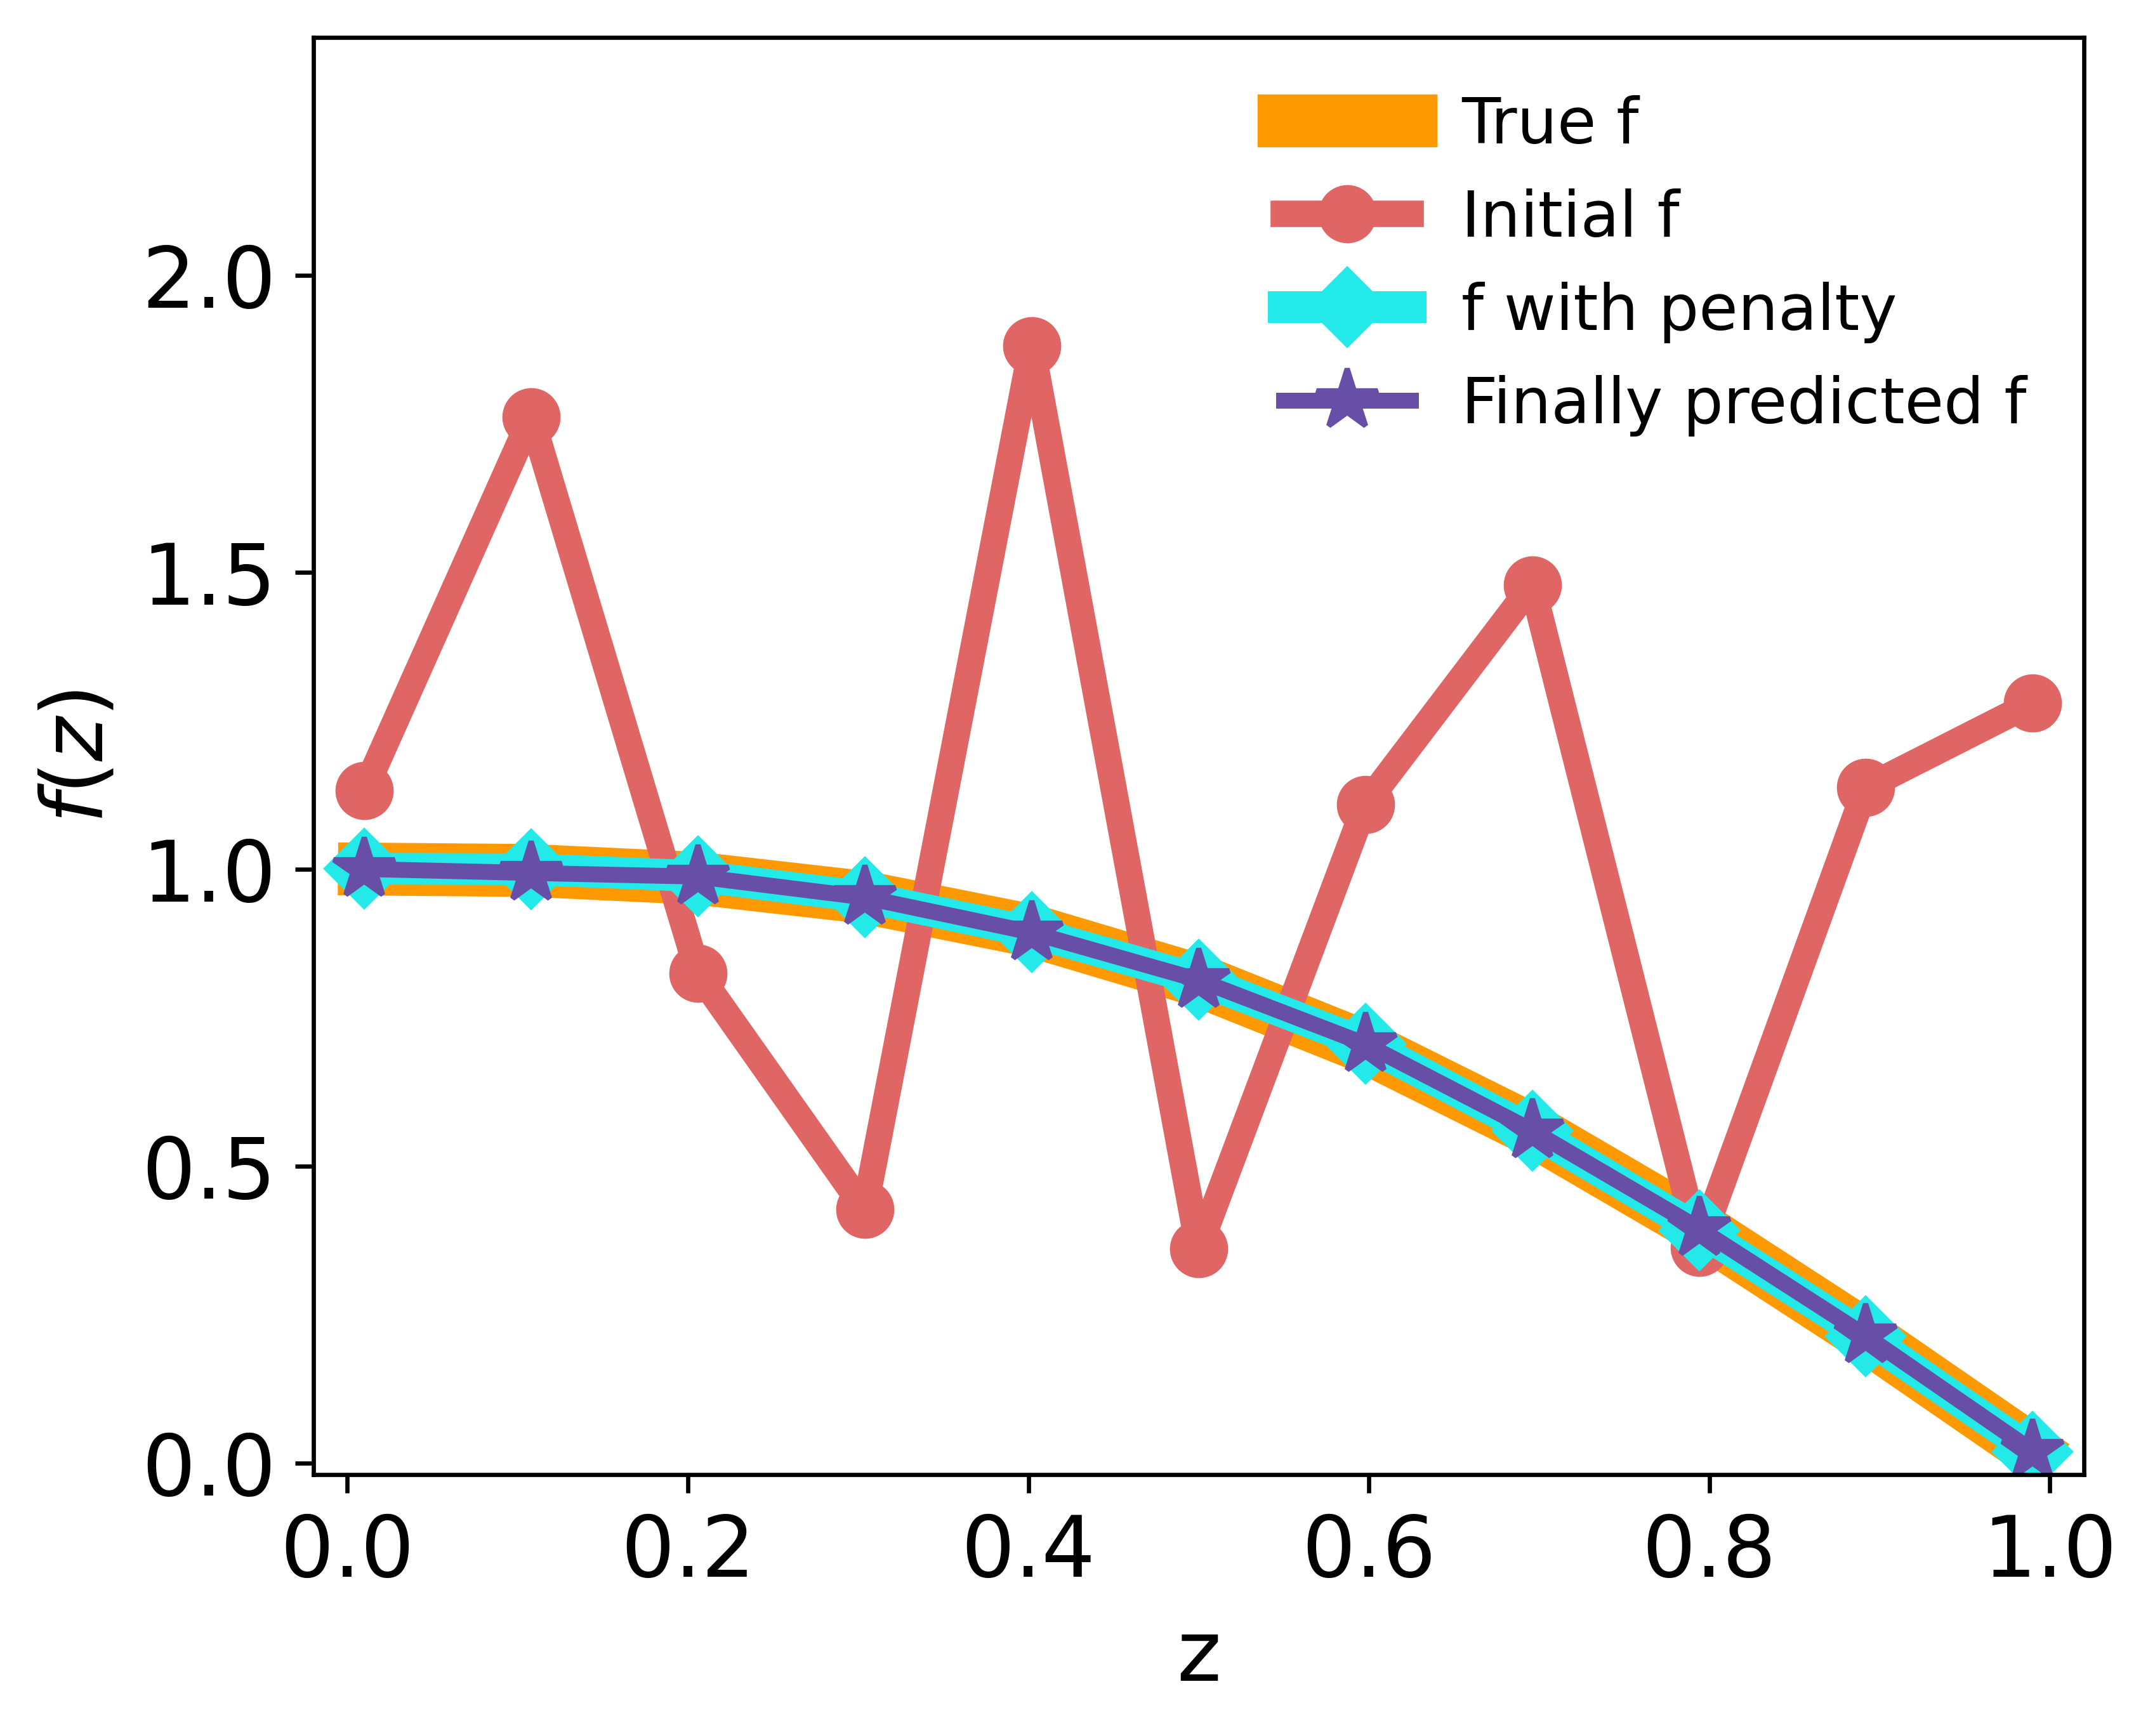 True f
Initial f
f with penalty
Finally predicted f
2.0
1.5
1.0
0.5
0.0
f(z)
0.0 0.2 0.4 0.6 0.8 1.0
z